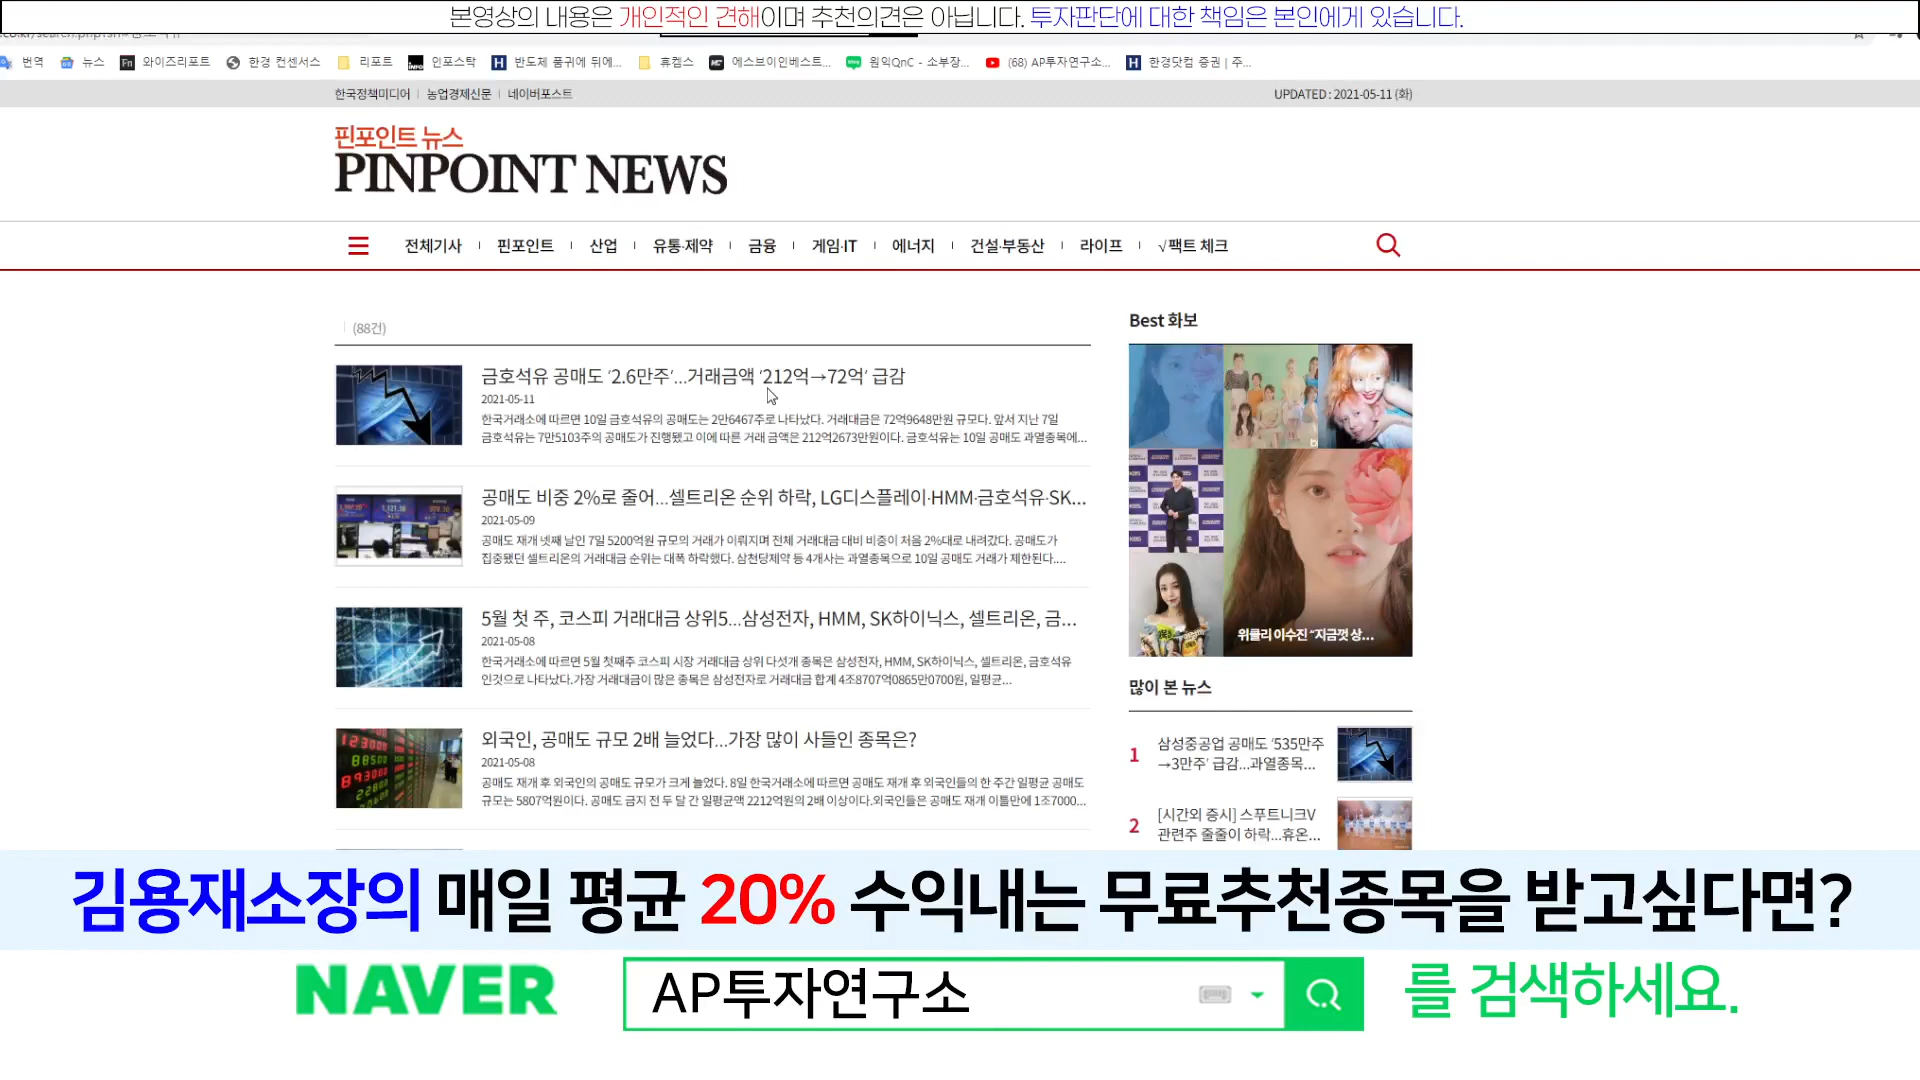 본영상의 내용은 개인적인 견해이며 추천의견은 아닙니다. 투자판단에 대한 책임은 본인에게 있습니다.
번역 뉴스 와이즈리포트 한경 컨센서스 리포트 인포스탁 반도체 품귀에 뒤에... 휴켐스 에스브이인베스트... 원익QnC - 소부장... (68) AP투자연구소... 한경닷컴 증권 | 주...
한국정책미디어 | 농업경제신문 | 네이버포스트
UPDATED : 2021-05-11 (화)
핀포인트 뉴스
PINPOINT NEWS
전체기사 핀포인트 산업 유통·제약 금융 게임·IT 에너지 건설·부동산 라이프 √팩트 체크
(88건)
금호석유 공매도 ‘2.6만주’...거래금액 ‘212억→72억’ 급감
2021-05-11
한국거래소에 따르면 10일 금호석유의 공매도는 2만6467주로 나타났다. 거래대금은 72억9648만원 규모다. 앞서 지난 7일
금호석유는 7만5103주의 공매도가 진행됐고 이에 따른 거래 금액은 212억2673만원이다. 금호석유는 10일 공매도 과열종목에...
공매도 비중 2%로 줄어...셀트리온 순위 하락, LG디스플레이·HMM·금호석유·SK...
2021-05-09
공매도 재개 넷째 날인 7일 5200억원 규모의 거래가 이뤄지며 전체 거래대금 대비 비중이 처음 2%대로 내려갔다. 공매도가
집중됐던 셀트리온의 거래대금 순위는 대폭 하락했다. 삼천당제약 등 4개사는 과열종목으로 10일 공매도 거래가 제한된다....
5월 첫 주, 코스피 거래대금 상위5...삼성전자, HMM, SK하이닉스, 셀트리온, 금...
2021-05-08
한국거래소에 따르면 5월 첫째주 코스피 시장 거래대금 상위 다섯개 종목은 삼성전자, HMM, SK하이닉스, 셀트리온, 금호석유
인것으로 나타났다.가장 거래대금이 많은 종목은 삼성전자로 거래대금 합계 4조8707억0865만0700원, 일평균...
외국인, 공매도 규모 2배 늘었다...가장 많이 사들인 종목은?
2021-05-08
공매도 재개 후 외국인의 공매도 규모가 크게 늘었다. 8일 한국거래소에 따르면 공매도 재개 후 외국인들의 한 주간 일평균 공매도
규모는 5807억원이다. 공매도 금지 전 두 달 간 일평균액 2212억원의 2배 이상이다.외국인들은 공매도 재개 이틀만에 1조7000...
Best 화보
위클리 이수진 “지금껏 상...
많이 본 뉴스
1 삼성중공업 공매도 ‘535만주
→3만주’ 급감...과열종목...
2 [시간외 증시] 스푸트니크V
관련주 줄줄이 하락...휴온...
김용재소장의 매일 평균 20% 수익내는 무료추천종목을 받고싶다면?
NAVER AP투자연구소 를 검색하세요.